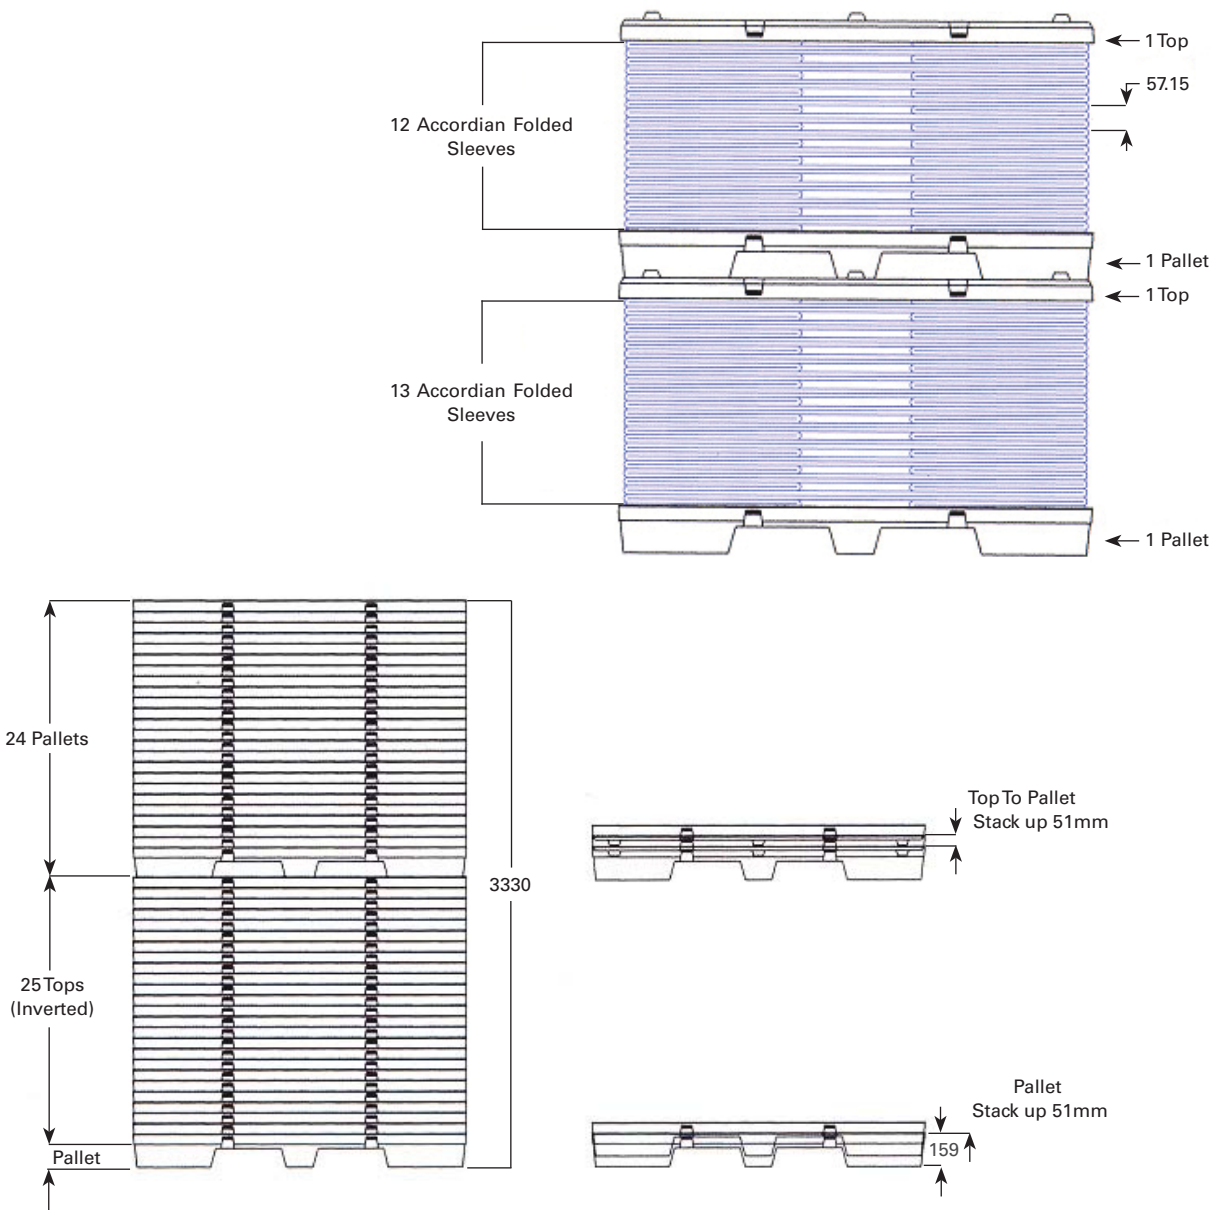 1 Top
57.15
12 Accordian Folded
Sleeves
1 Pallet
1 Top
13 Accordian Folded
Sleeves
1 Pallet
24 Pallets
3330
25 Tops
(Inverted)
Pallet
Top To Pallet
Stack up 51mm
Pallet
Stack up 51mm
159